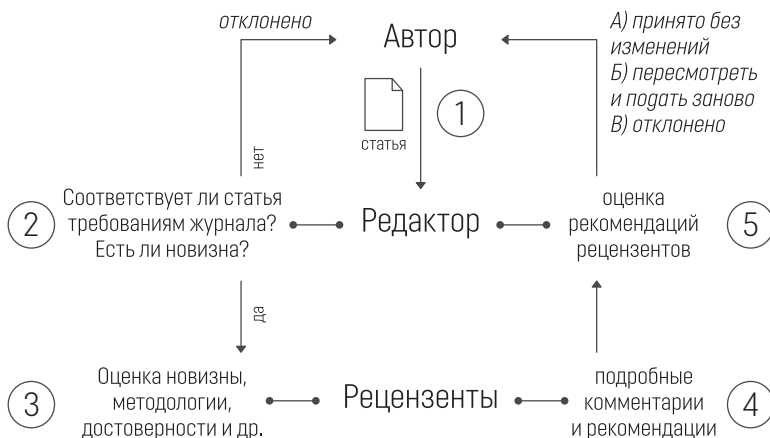 отклонено
Автор
А) принято без
изменений
Б) пересмотреть
и подать заново
В) отклонено
1
статья
нет
2
Соответствует ли статья
требованиям журнала?
Есть ли новизна?
Редактор
оценка
рекомендаций
рецензентов
5
да
3
Оценка новизны,
методологии,
достоверности и др.
Рецензенты
подробные
комментарии
и рекомендации
4